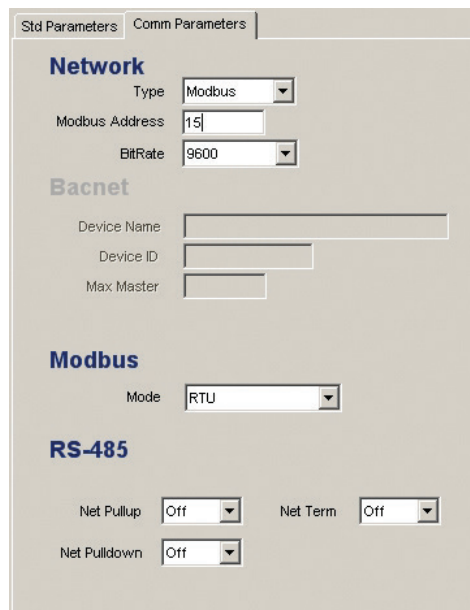 Std Parameters Comm Parameters
Network
Type Modbus
Modbus Address 15
BitRate 9600
Bacnet
Device Name
Device ID
Max Master
Modbus
Mode RTU
RS-485
Net Pullup Off Net Term Off
Net Pulldown Off